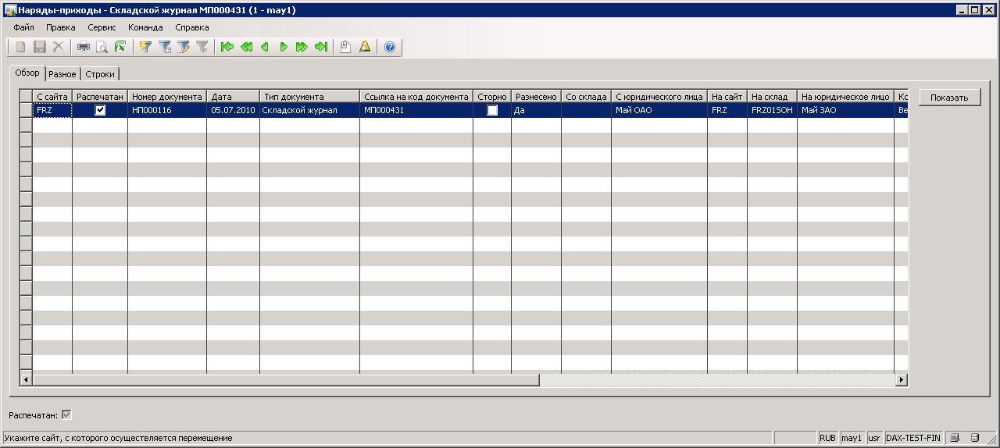 Наряды-приходы - Складской журнал МП000431 (1 - may1)
Файл Правка Сервис Команда Справка
Обзор Разное Строки
С сайта Распечатан Номер документа Дата Тип документа Ссылка на код документа Сторно Разнесено Со склада С юридического лица На сайт На склад На юридическое лицо Ко
Показать
FRZ НП000116 05.07.2010 Складской журнал МП000431 Да Май ОАО FRZ FRZ01SOH Май ЗАО Ве
Распечатан:
Укажите сайт, с которого осуществляется перемещение RUB may1 usr DAX-TEST-FIN